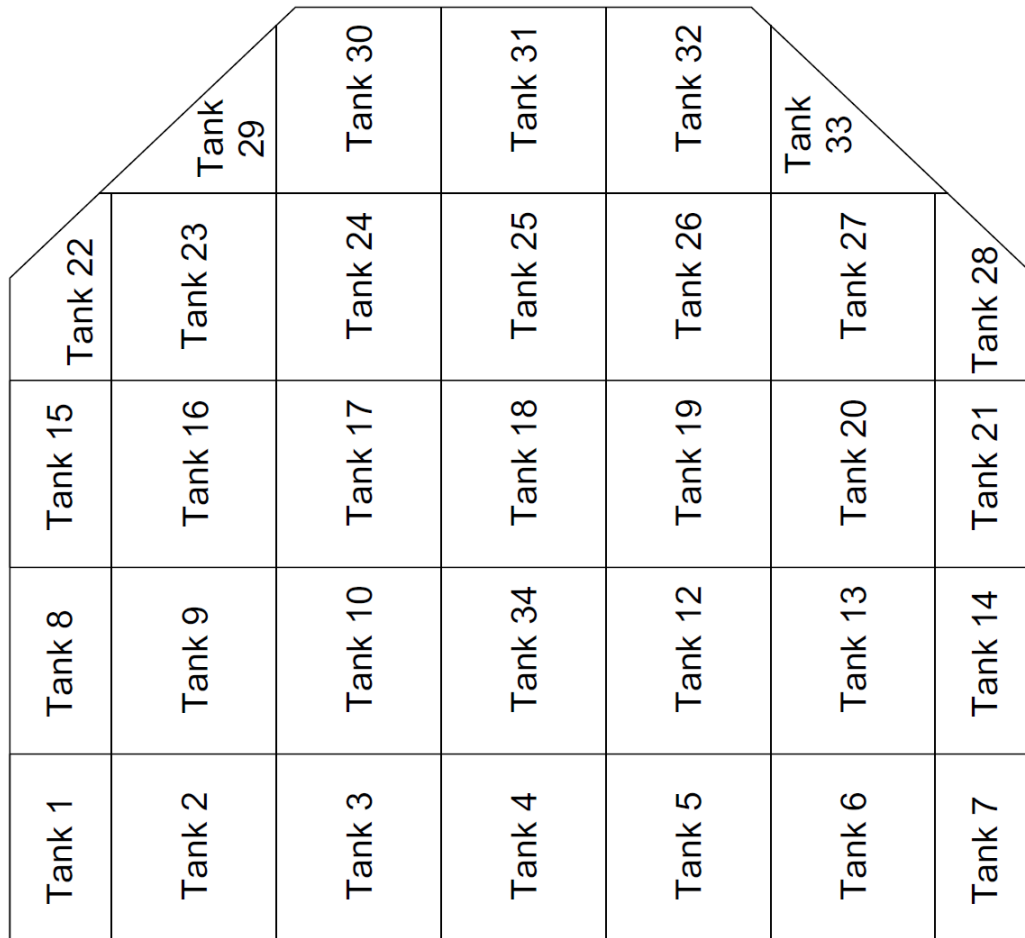 Tank 30
Tank 31
Tank 32
Tank
29
Tank
33
Tank 22
Tank 23
Tank 24
Tank 25
Tank 26
Tank 27
Tank 28
Tank 15
Tank 16
Tank 17
Tank 18
Tank 19
Tank 20
Tank 21
Tank 8
Tank 9
Tank 10
Tank 34
Tank 12
Tank 13
Tank 14
Tank 1
Tank 2
Tank 3
Tank 4
Tank 5
Tank 6
Tank 7